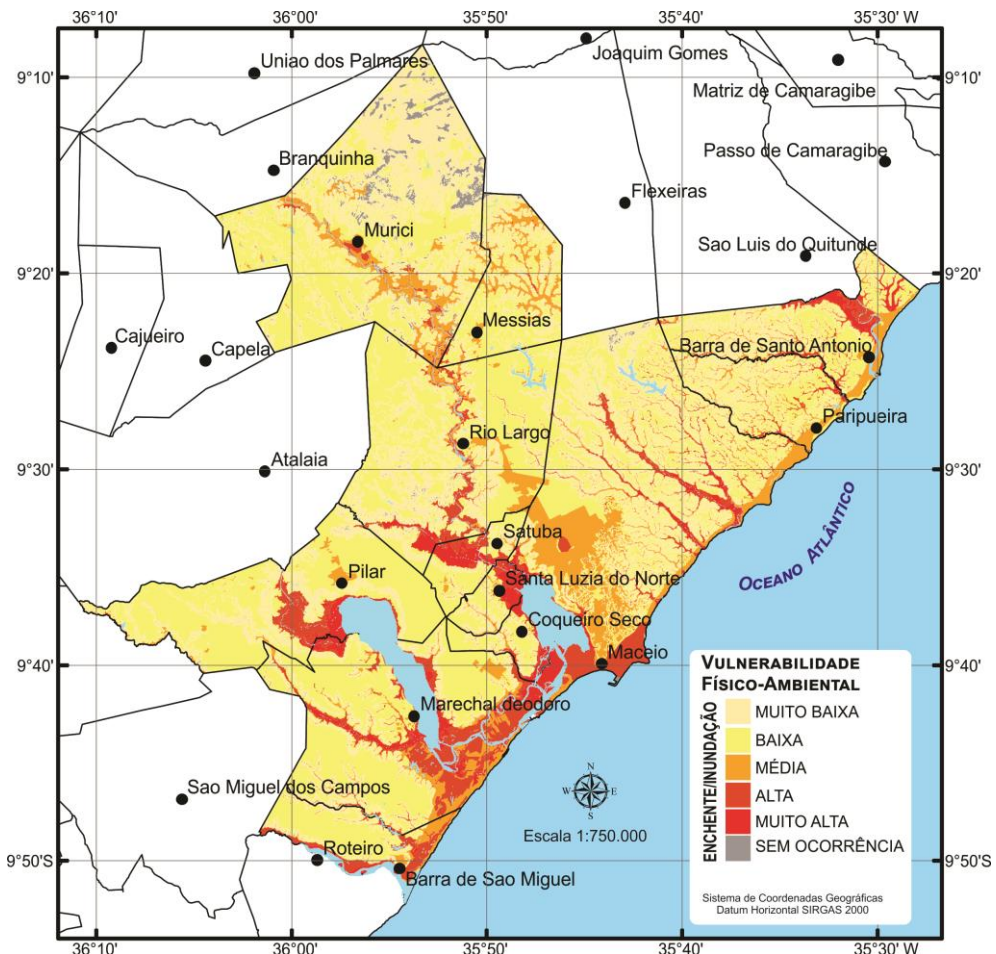 36°10'
36°00'
35°50'
35°40'
35°30' W
9°10'
Uniao dos Palmares
Joaquim Gomes
Matriz de Camaragibe
9°10'
Branquinha
Passo de Camaragibe
Flexeiras
Murici
Sao Luis do Quitunde
9°20'
9°20'
Messias
Cajueiro
Capela
Barra de Santo Antonio
Paripueira
Rio Largo
Atalaia
9°30'
9°30'
OCEANO ATLÂNTICO
Satuba
Pilar
Santa Luzia do Norte
Coqueiro Seco
Maceio
9°40'
9°40'
Marechal deodoro
Sao Miguel dos Campos
Roteiro
Barra de Sao Miguel
9°50'
9°50'S
N
W
E
S
Escala 1:750.000
VULNERABILIDADE
FÍSICO-AMBIENTAL
ENCHENTE/INUNDAÇÃO
MUITO BAIXA
BAIXA
MÉDIA
ALTA
MUITO ALTA
SEM OCORRÊNCIA
Sistema de Coordenadas Geográficas
Datum Horizontal SIRGAS 2000
36°10'
36°00'
35°50'
35°40'
35°30' W